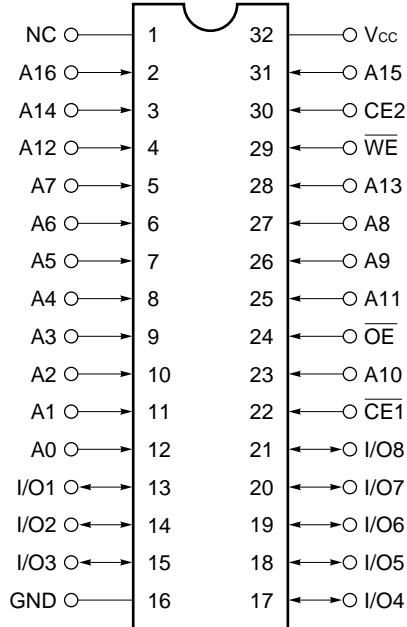 NC 1 32 Vcc
A16 2 31 A15
A14 3 30 CE2
A12 4 29 W̅E̅
A7 5 28 A13
A6 6 27 A8
A5 7 26 A9
A4 8 25 A11
A3 9 24 O̅E̅
A2 10 23 A10
A1 11 22 C̅E̅1̅
A0 12 21 I/O8
I/O1 13 20 I/O7
I/O2 14 19 I/O6
I/O3 15 18 I/O5
GND 16 17 I/O4